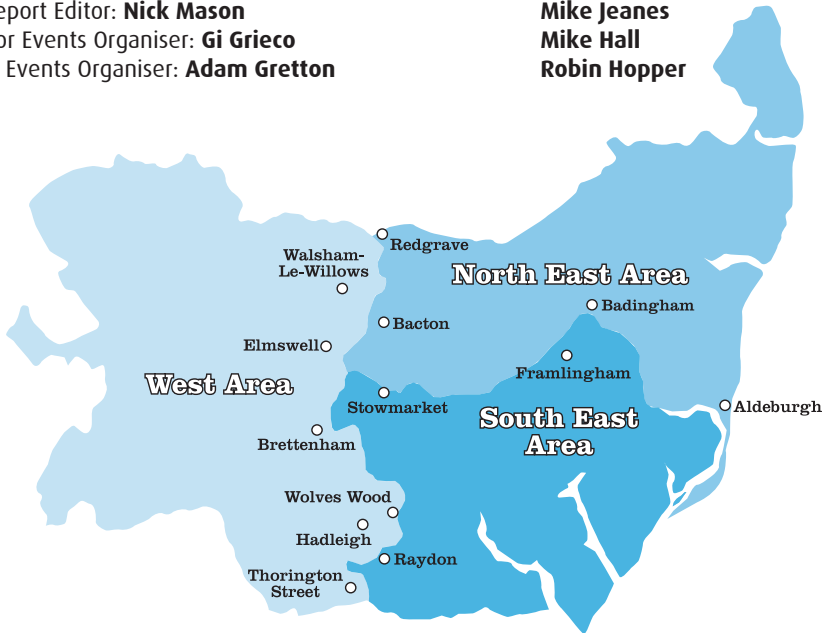 eport Editor: Nick Mason
or Events Organiser: Gi Grieco
Events Organiser: Adam Gretton
Mike Jeanes
Mike Hall
Robin Hopper
Redgrave
Walsham-
Le-Willows
North East Area
Badingham
Bacton
Elmswell
Framlingham
West Area
Stowmarket
Aldeburgh
South East
Area
Brettenham
Wolves Wood
Hadleigh
Raydon
Thorington
Street